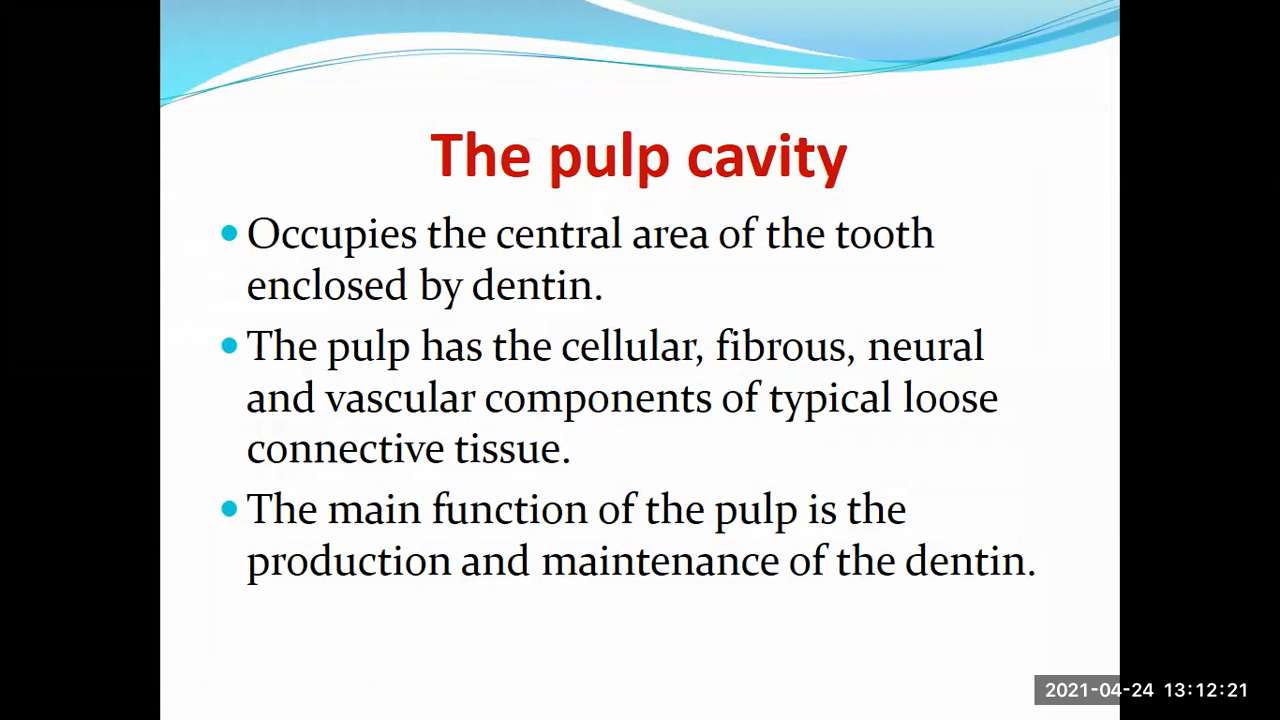 The pulp cavity
• Occupies the central area of the tooth
enclosed by dentin.
• The pulp has the cellular, fibrous, neural
and vascular components of typical loose
connective tissue.
• The main function of the pulp is the
production and maintenance of the dentin.
2021-04-24 13:12:21